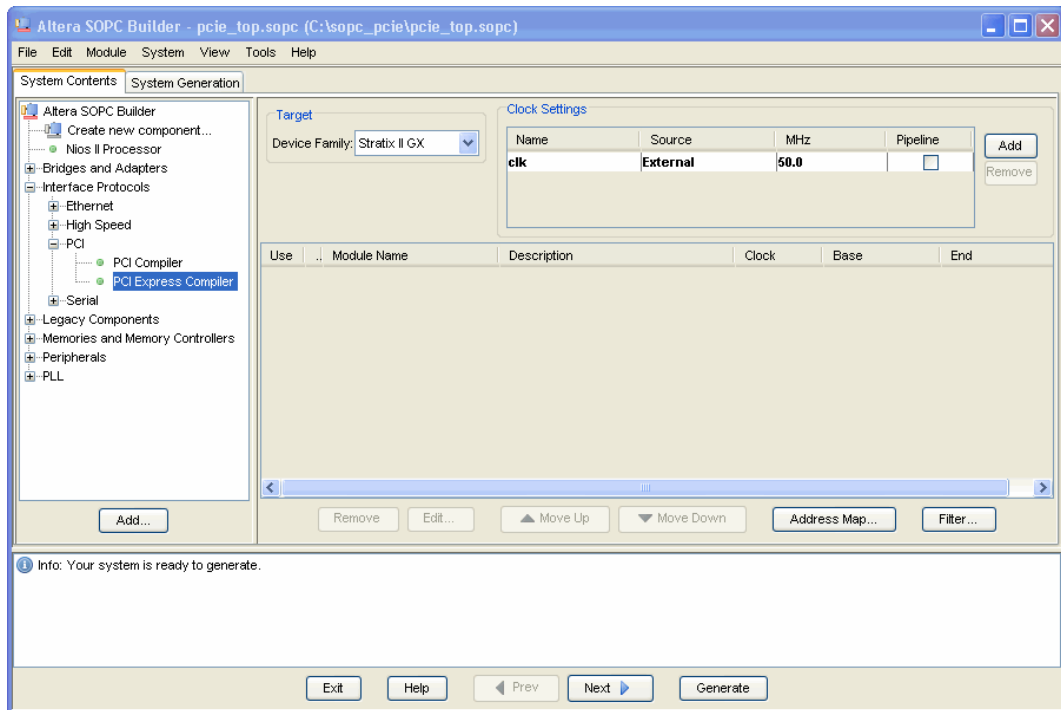 Altera SOPC Builder - pcie_top.sopc (C:\sopc_pcie\pcie_top.sopc)
File Edit Module System View Tools Help
System Contents System Generation
Altera SOPC Builder
Create new component...
Nios II Processor
Bridges and Adapters
Interface Protocols
Ethernet
High Speed
PCI
PCI Compiler
PCI Express Compiler
Serial
Legacy Components
Memories and Memory Controllers
Peripherals
PLL
Add...
Target
Device Family: Stratix II GX
Clock Settings
Name Source MHz Pipeline
clk External 50.0
Add
Remove
Use .. Module Name Description Clock Base End
Remove Edit... Move Up Move Down Address Map... Filter...
Info: Your system is ready to generate.
Exit Help Prev Next Generate